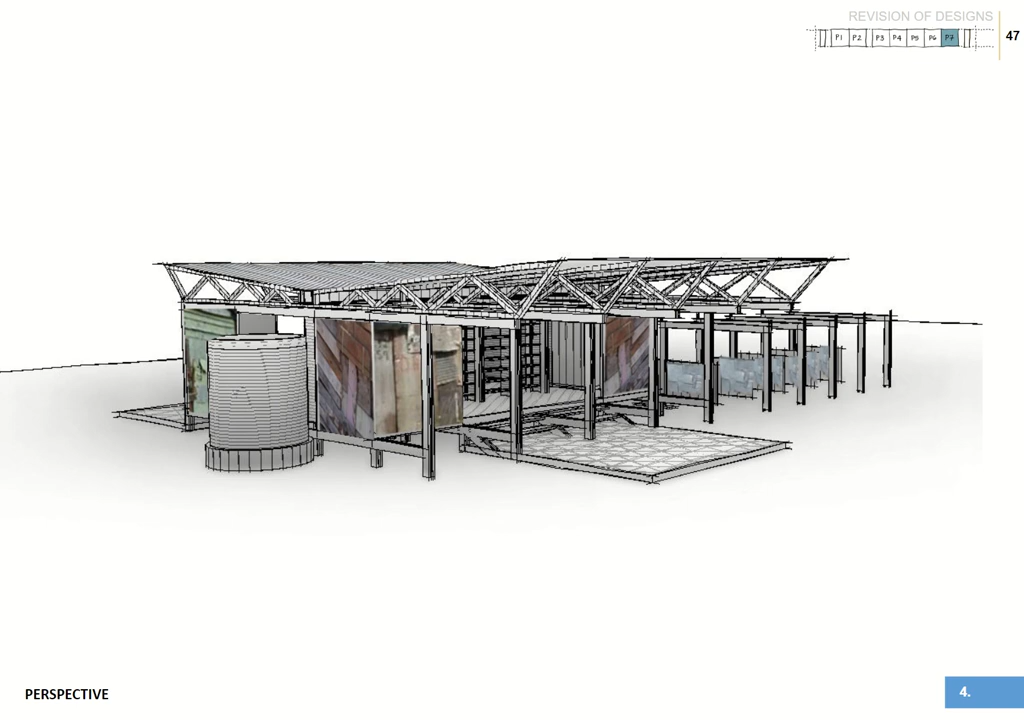 REVISION OF DESIGNS
P1 P2 P3 P4 P5 P6 P7
47
PERSPECTIVE
4.